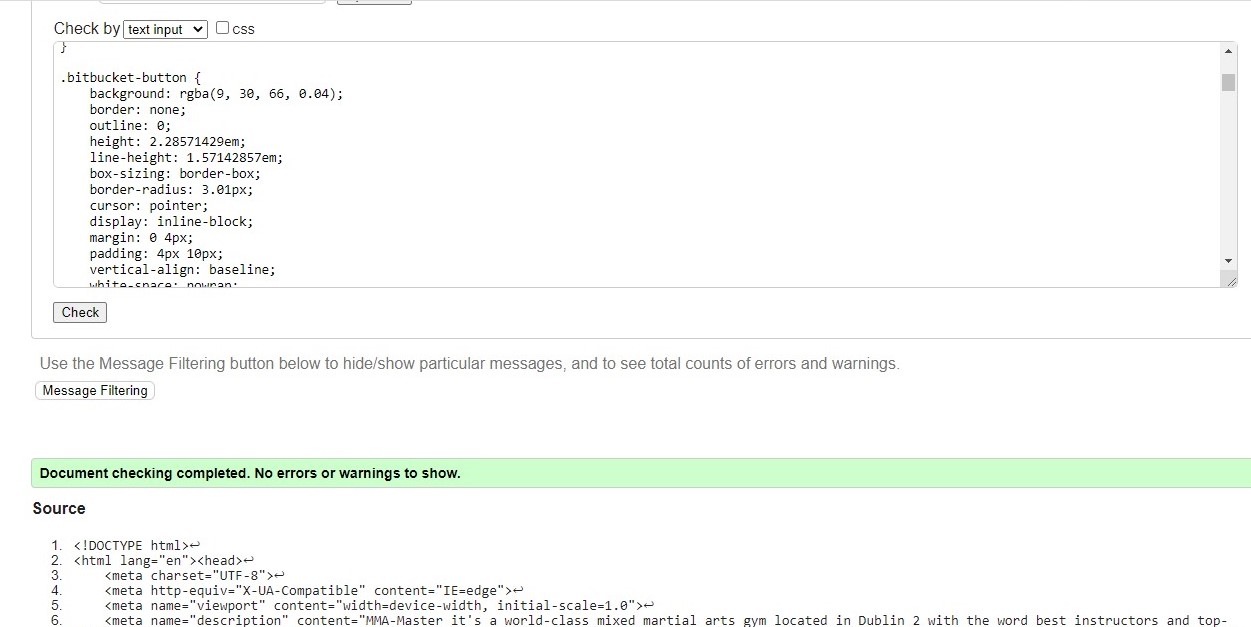 Check by text input css
}
.bitbucket-button {
background: rgba(9, 30, 66, 0.04);
border: none;
outline: 0;
height: 2.28571429em;
line-height: 1.57142857em;
box-sizing: border-box;
border-radius: 3.01px;
cursor: pointer;
display: inline-block;
margin: 0 4px;
padding: 4px 10px;
vertical-align: baseline;
white-space: nowrap;
Check
Use the Message Filtering button below to hide/show particular messages, and to see total counts of errors and warnings.
Message Filtering
Document checking completed. No errors or warnings to show.
Source
1. <!DOCTYPE html>↩
2. <html lang="en"><head>↩
3. <meta charset="UTF-8">↩
4. <meta http-equiv="X-UA-Compatible" content="IE=edge">↩
5. <meta name="viewport" content="width=device-width, initial-scale=1.0">↩
6. <meta name="description" content="MMA-Master it's a world-class mixed martial arts gym located in Dublin 2 with the word best instructors and top-